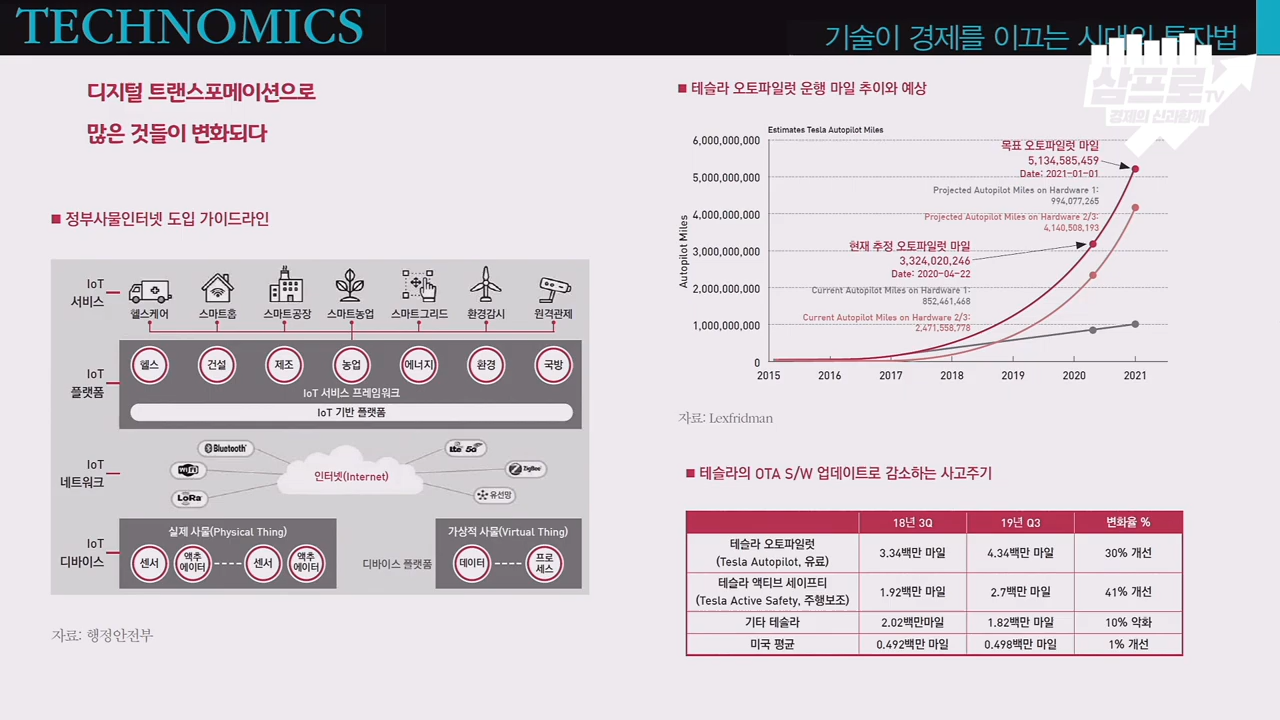 TECHNOMICS
기술이 경제를 이끄는 시대의 투자법
삼프로TV
경제의 신과함께
디지털 트랜스포메이션으로
많은 것들이 변화되다
■ 정부사물인터넷 도입 가이드라인
IoT
서비스
헬스케어 스마트홈 스마트공장 스마트농업 스마트그리드 환경감시 원격관제
IoT
플랫폼
헬스 건설 제조 농업 에너지 환경 국방
IoT 서비스 프레임워크
IoT 기반 플랫폼
IoT
네트워크
Bluetooth
WiFi
LoRa
인터넷(Internet)
lte 5G
ZigBee
유선망
IoT
디바이스
실제 사물(Physical Thing)
센서 액추에이터 센서 액추에이터
디바이스 플랫폼
가상적 사물(Virtual Thing)
데이터 프로세스
자료: 행정안전부
■ 테슬라 오토파일럿 운행 마일 추이와 예상
Estimates Tesla Autopilot Miles
Autopilot Miles
6,000,000,000
5,000,000,000
4,000,000,000
3,000,000,000
2,000,000,000
1,000,000,000
0
2015 2016 2017 2018 2019 2020 2021
목표 오토파일럿 마일
5,134,585,459
Date: 2021-01-01
Projected Autopilot Miles on Hardware 1:
994,077,265
Projected Autopilot Miles on Hardware 2/3:
4,140,508,193
현재 추정 오토파일럿 마일
3,324,020,246
Date: 2020-04-22
Current Autopilot Miles on Hardware 1:
852,461,468
Current Autopilot Miles on Hardware 2/3:
2,471,558,778
자료: Lexfridman
■ 테슬라의 OTA S/W 업데이트로 감소하는 사고주기
18년 3Q 19년 Q3 변화율 %
테슬라 오토파일럿
(Tesla Autopilot, 유료) 3.34백만 마일 4.34백만 마일 30% 개선
테슬라 액티브 세이프티
(Tesla Active Safety, 주행보조) 1.92백만 마일 2.7백만 마일 41% 개선
기타 테슬라 2.02백만마일 1.82백만 마일 10% 악화
미국 평균 0.492백만 마일 0.498백만 마일 1% 개선